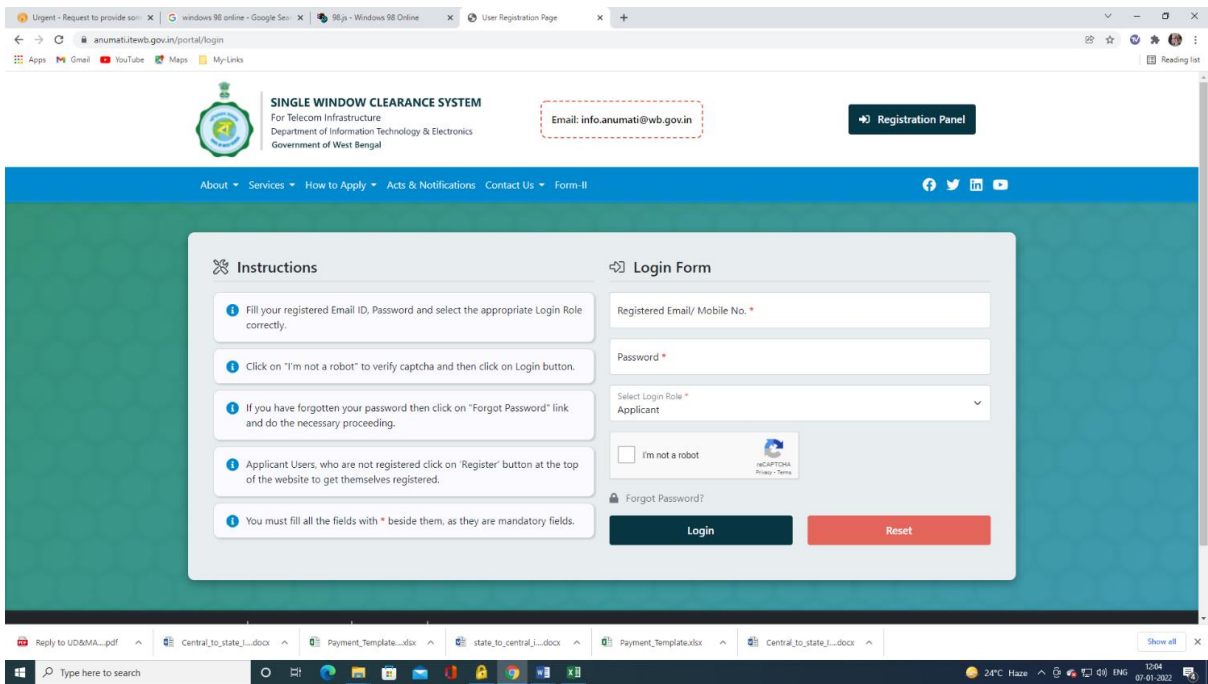 Urgent - Request to provide som
windows 98 online - Google Sea
98.js - Windows 98 Online
User Registration Page
anumati.itewb.gov.in/portal/login
Apps
Gmail
YouTube
Maps
My-Links
Reading list
SINGLE WINDOW CLEARANCE SYSTEM
For Telecom Infrastructure
Department of Information Technology & Electronics
Government of West Bengal
Email: info.anumati@wb.gov.in
Registration Panel
About Services How to Apply Acts & Notifications Contact Us Form-II
Instructions
Fill your registered Email ID, Password and select the appropriate Login Role
correctly.
Click on "I'm not a robot" to verify captcha and then click on Login button.
If you have forgotten your password then click on "Forgot Password" link
and do the necessary proceeding.
Applicant Users, who are not registered click on 'Register' button at the top
of the website to get themselves registered.
You must fill all the fields with * beside them, as they are mandatory fields.
Login Form
Registered Email/ Mobile No. *
Password *
Select Login Role *
Applicant
I'm not a robot
reCAPTCHA
Privacy - Terms
Forgot Password?
Login
Reset
Reply to UD&MA....pdf
Central_to_state_I....docx
Payment_Template....xlsx
state_to_central_i....docx
Payment_Template.xlsx
Central_to_state_I....docx
Show all
Type here to search
24°C Haze
ENG
12:04
07-01-2022